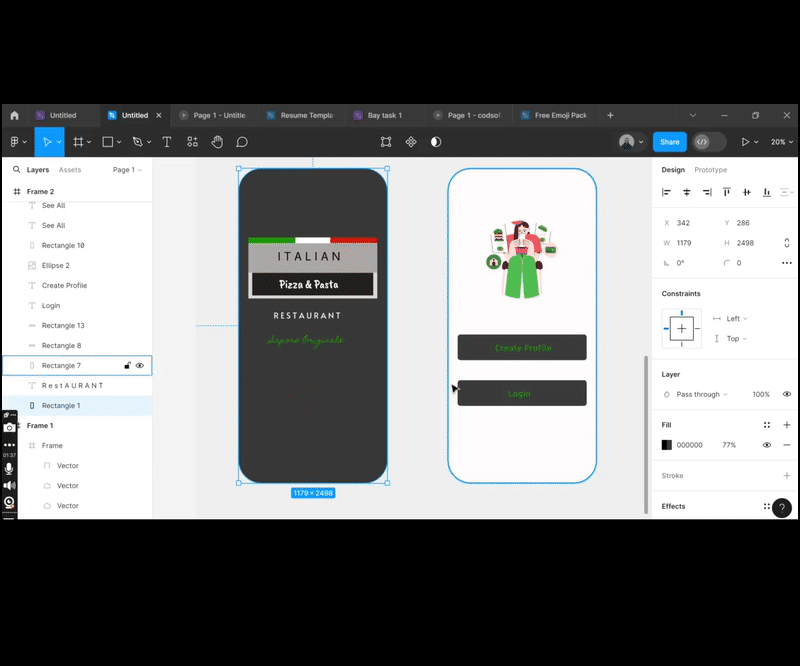 Untitled
Untitled
Page 1 - Untitle
Resume Templa
Bay task 1
Page 1 - codsof
Free Emoji Pack
Share
20%
Layers
Assets
Page 1
Frame 2
See All
See All
Rectangle 10
Ellipse 2
Create Profile
Login
Rectangle 13
Rectangle 8
Rectangle 7
R e s t A U R A N T
Rectangle 1
Frame 1
Frame
Vector
Vector
Vector
01:37
ITALIAN
Pizza & Pasta
RESTAURANT
Sapore Originale
1179 × 2498
Create Profile
Login
Design
Prototype
X 342
Y 286
W 1179
H 2498
0°
0
Constraints
Left
Top
Layer
Pass through
100%
Fill
000000
77%
Stroke
Effects
?